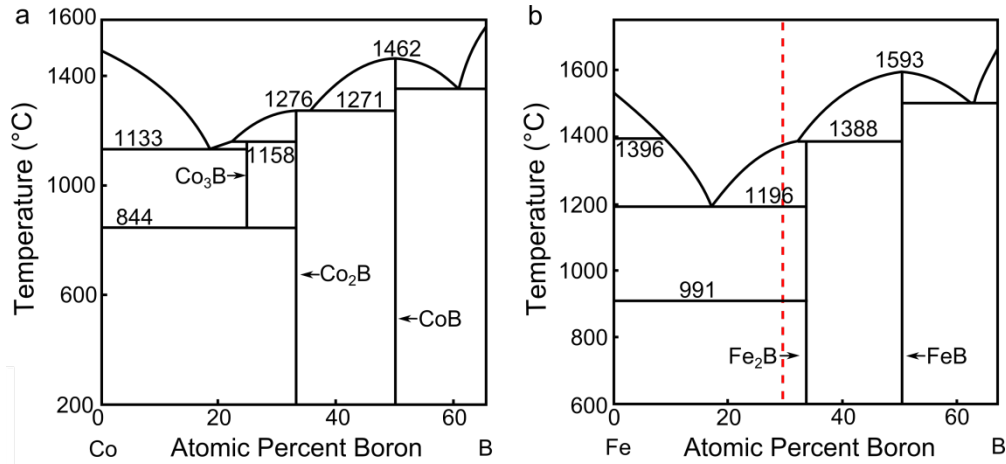 a
1600
1400
1000
600
200
Temperature (°C)
1462
1276
1271
1133
1158
Co₃B
844
Co₂B
CoB
0
20
40
60
Co
Atomic Percent Boron
B
b
1600
1400
1200
1000
800
600
Temperature (°C)
1593
1388
1396
1196
991
Fe₂B
FeB
0
20
40
60
Fe
Atomic Percent Boron
B